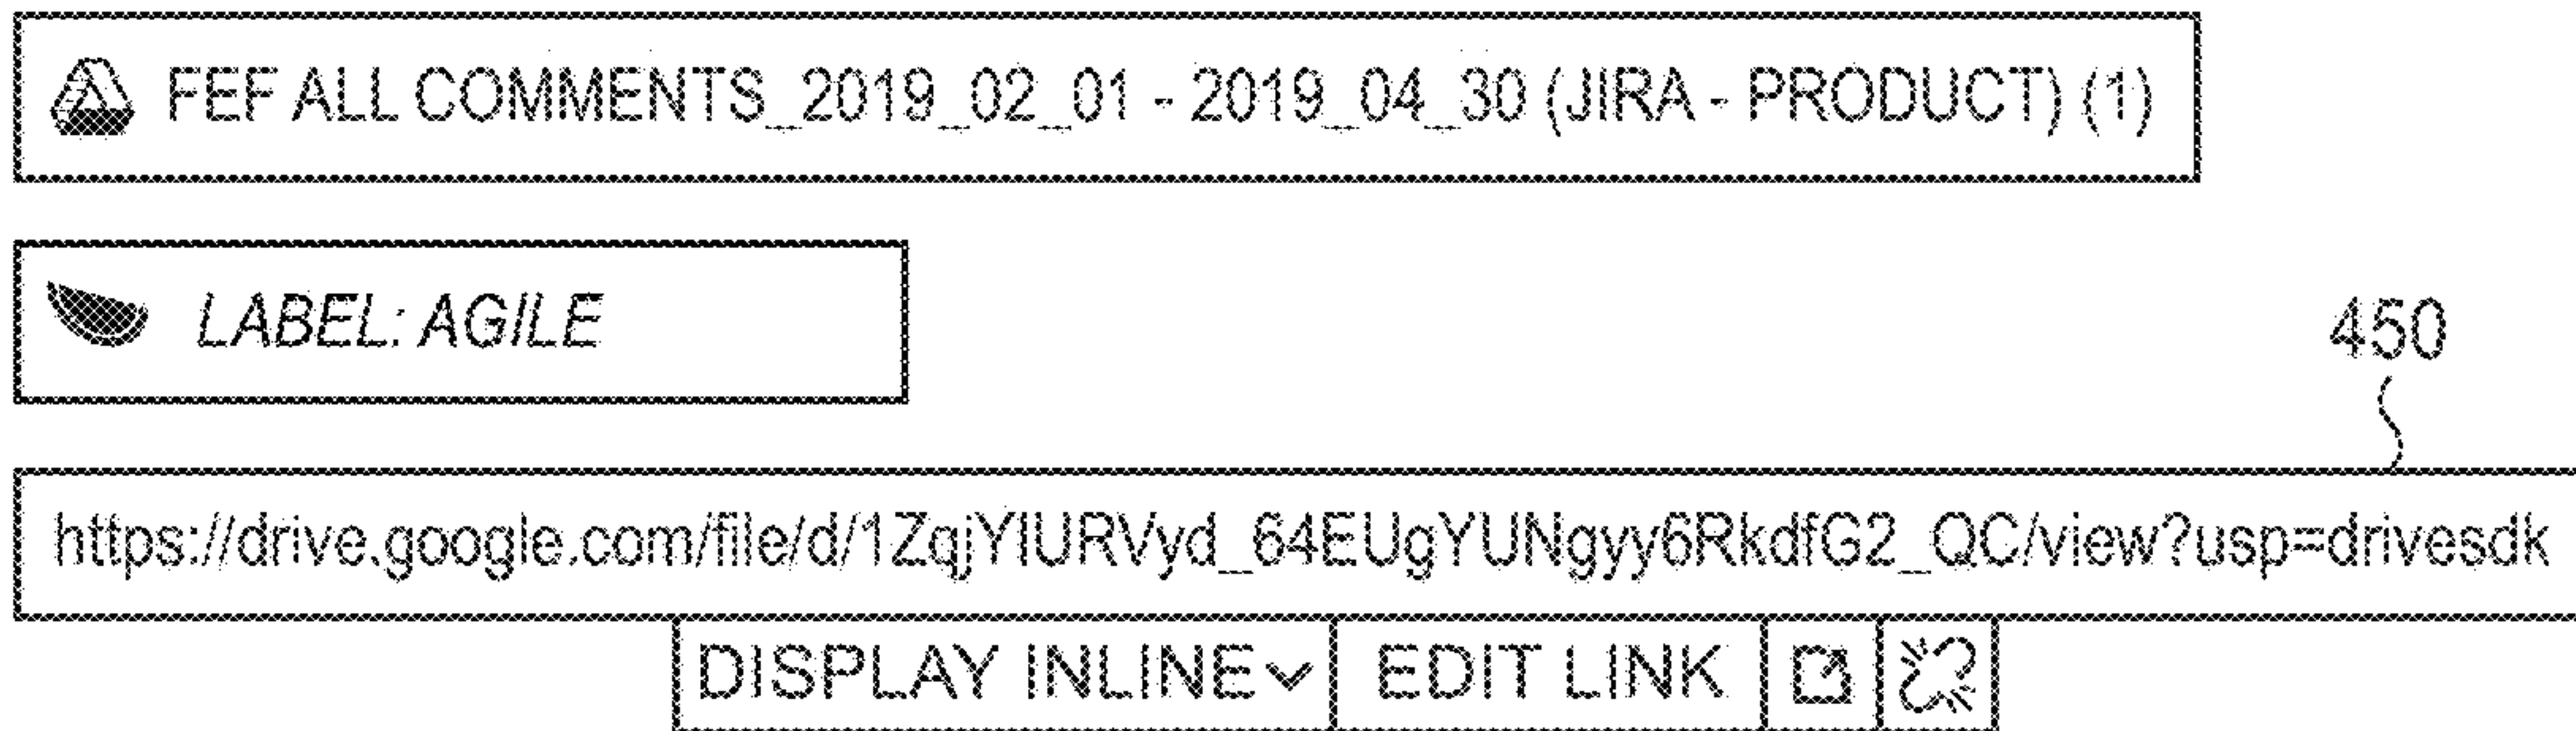 FEF ALL COMMENTS_2019_02_01 - 2019_04_30 (JIRA - PRODUCT) (1)
LABEL: AGILE
450
https://drive.google.com/file/d/1ZqjYIURVyd_64EUgYUNgyy6RkdfG2_QC/view?usp=drivesdk
DISPLAY INLINE EDIT LINK